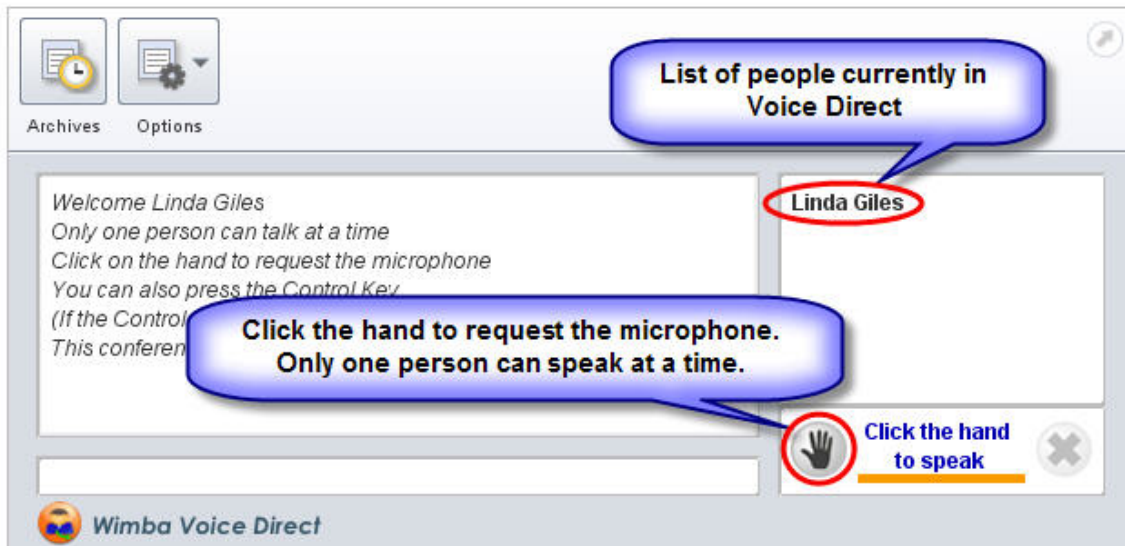 Archives
Options
List of people currently in
Voice Direct
Welcome Linda Giles
Only one person can talk at a time
Click on the hand to request the microphone
You can also press the Control Key
(If the Control
This conferen
Linda Giles
Click the hand to request the microphone.
Only one person can speak at a time.
Click the hand
to speak
Wimba Voice Direct